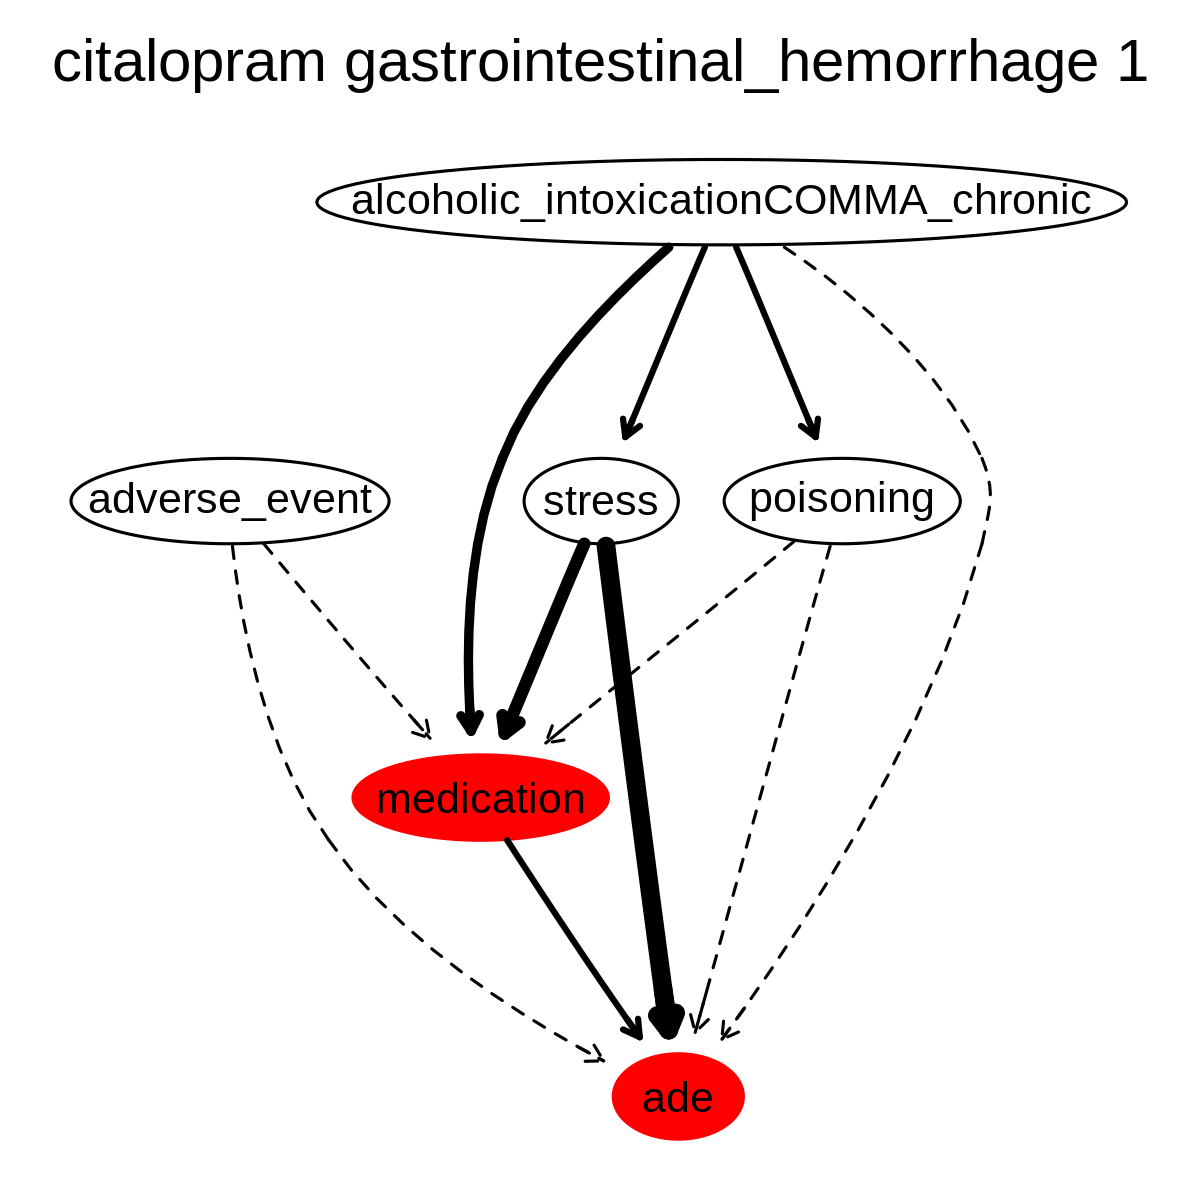 citalopram gastrointestinal_hemorrhage 1
alcoholic_intoxicationCOMMA_chronic
adverse_event
stress
poisoning
medication
ade